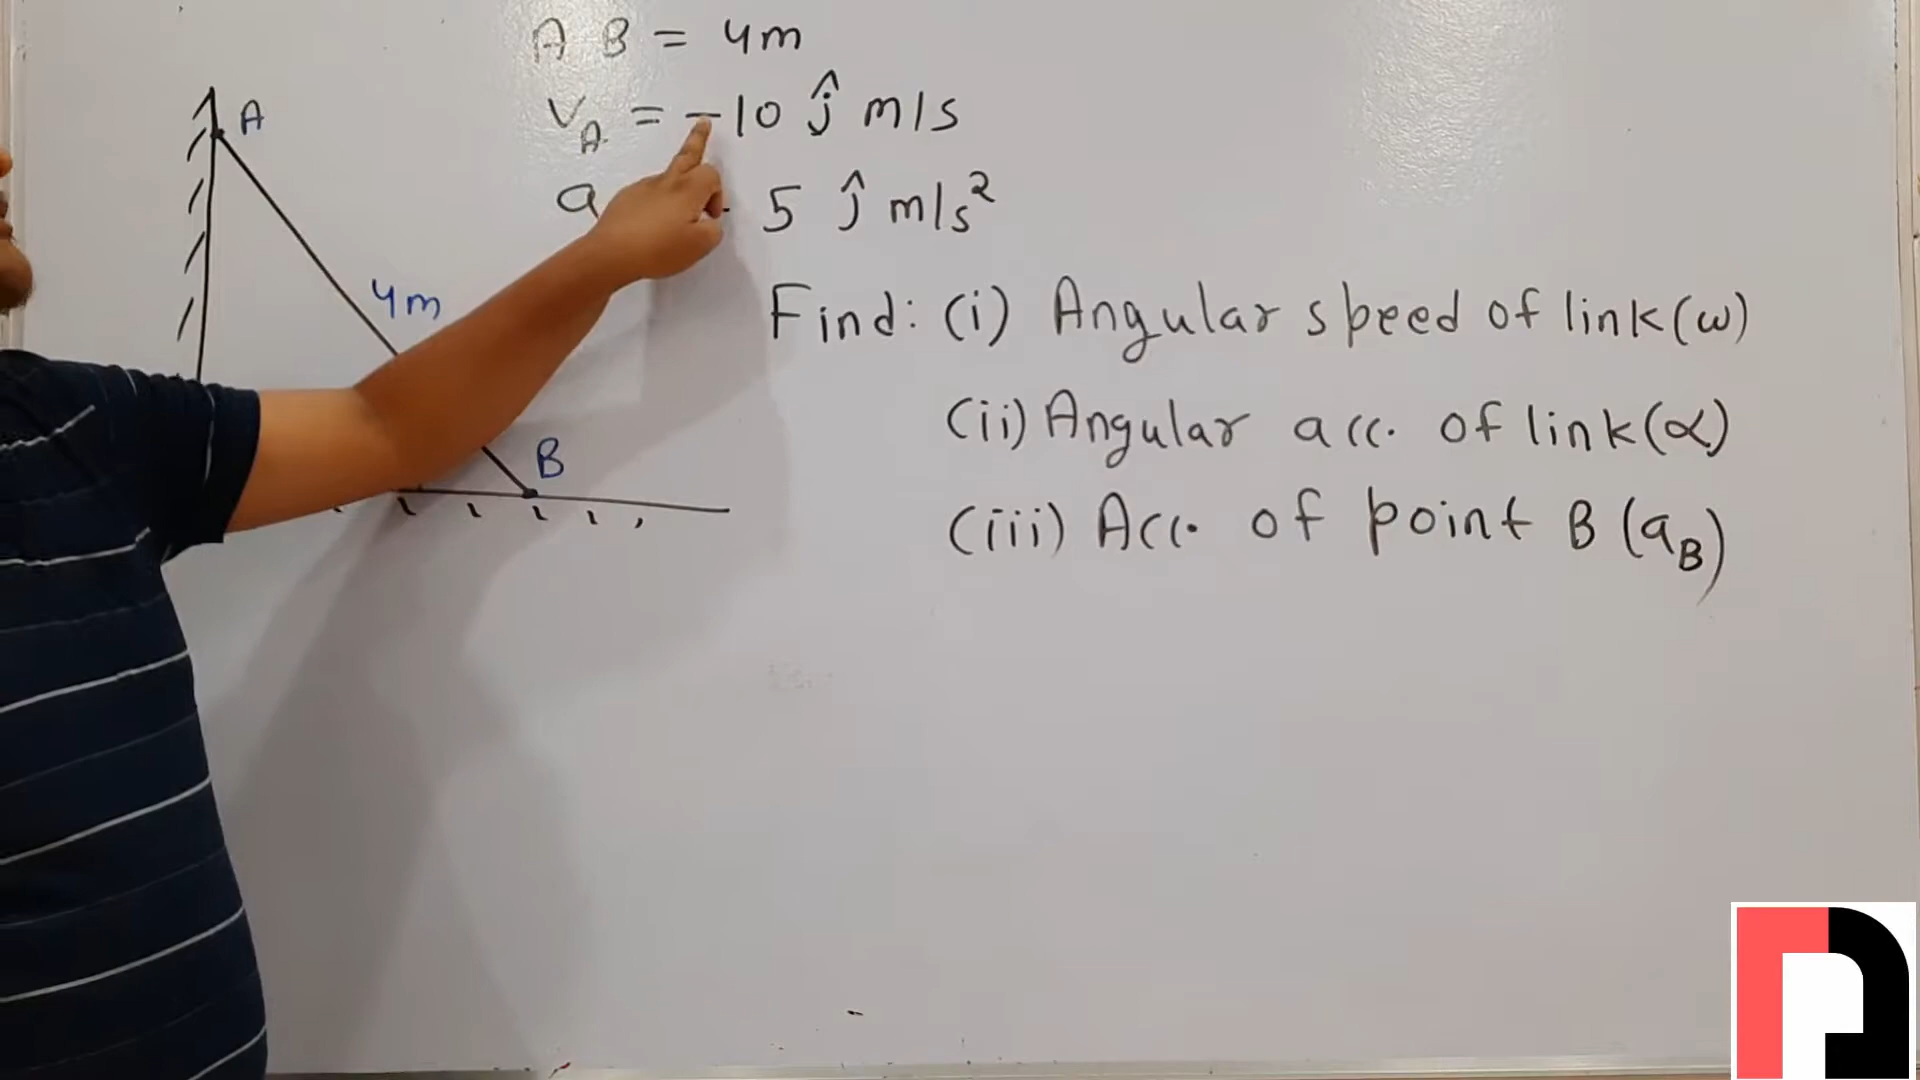 A B = 4m
V_A = -10 ĵ m/s
a - 5 ĵ m/s²
A
4m
B
Find: (i) Angular speed of link(ω)
(ii) Angular acc. of link(α)
(iii) Acc. of point B (a_B)